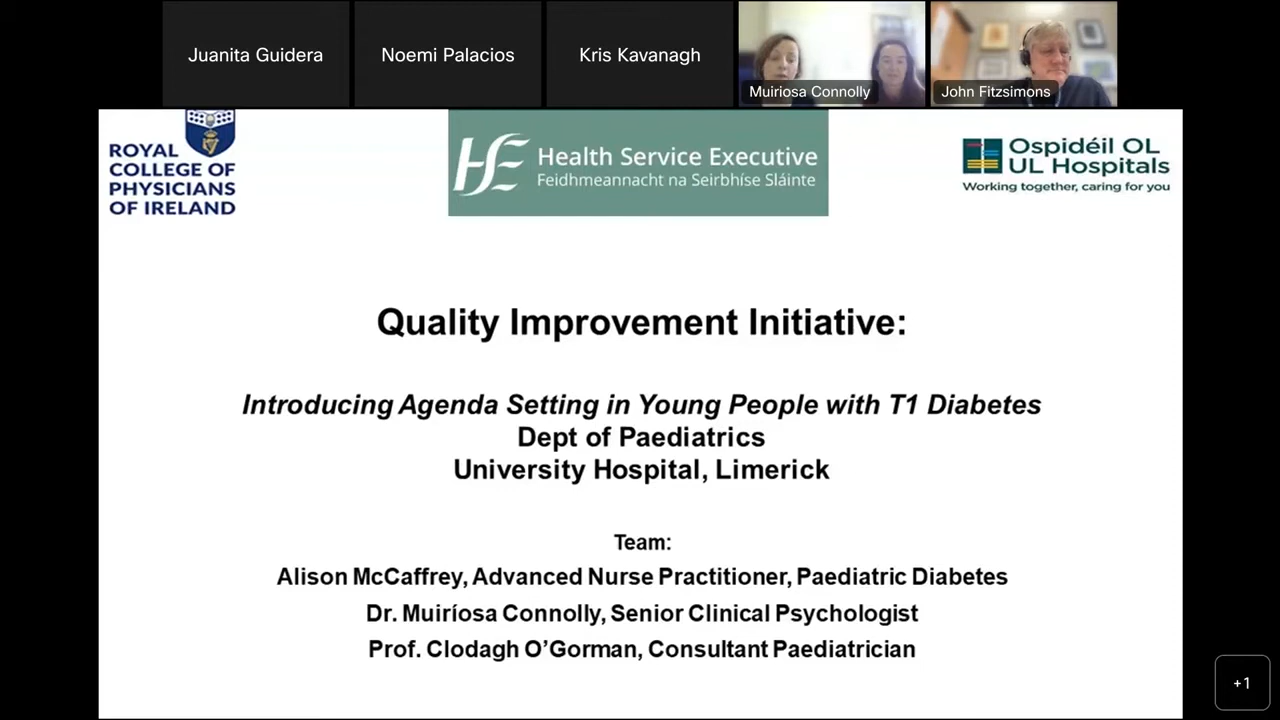 Juanita Guidera
Noemi Palacios
Kris Kavanagh
Muiriosa Connolly
John Fitzsimons
ROYAL
COLLEGE OF
PHYSICIANS
OF IRELAND
Health Service Executive
Feidhmeannacht na Seirbhíse Sláinte
Ospidéil OL
UL Hospitals
Working together, caring for you
Quality Improvement Initiative:
Introducing Agenda Setting in Young People with T1 Diabetes
Dept of Paediatrics
University Hospital, Limerick
Team:
Alison McCaffrey, Advanced Nurse Practitioner, Paediatric Diabetes
Dr. Muiríosa Connolly, Senior Clinical Psychologist
Prof. Clodagh O’Gorman, Consultant Paediatrician
+1